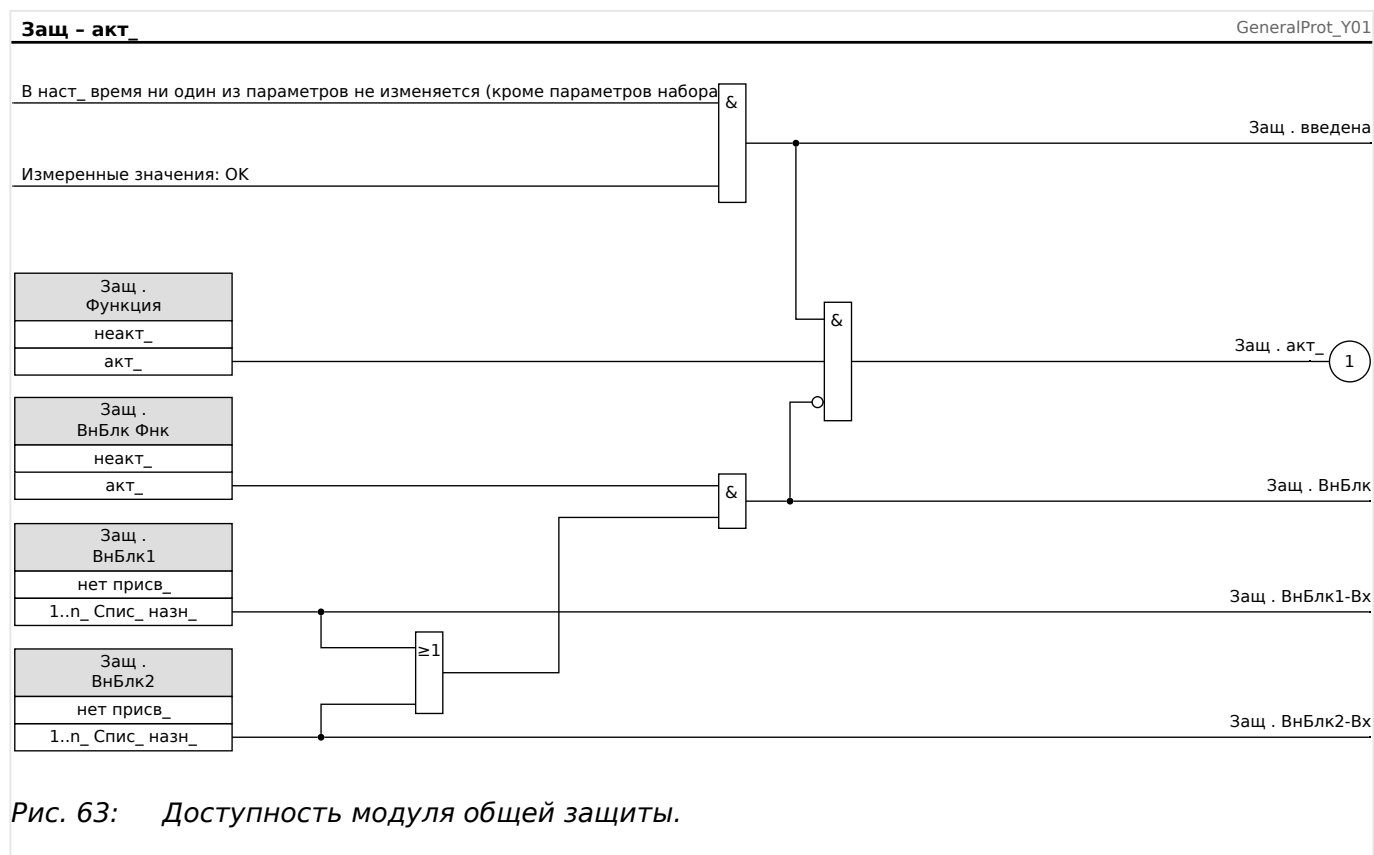 Защ – акт_
GeneralProt_Y01
В наст_ время ни один из параметров не изменяется (кроме параметров набора
&
Защ . введена
Измеренные значения: OK
Защ .
Функция
неакт_
акт_
&
Защ . акт_
1
Защ .
ВнБлк Фнк
неакт_
акт_
&
Защ . ВнБлк
Защ .
ВнБлк1
нет присв_
1..n_ Спис_ назн_
Защ . ВнБлк1-Вх
≥1
Защ .
ВнБлк2
нет присв_
1..n_ Спис_ назн_
Защ . ВнБлк2-Вх
Рис. 63: Доступность модуля общей защиты.